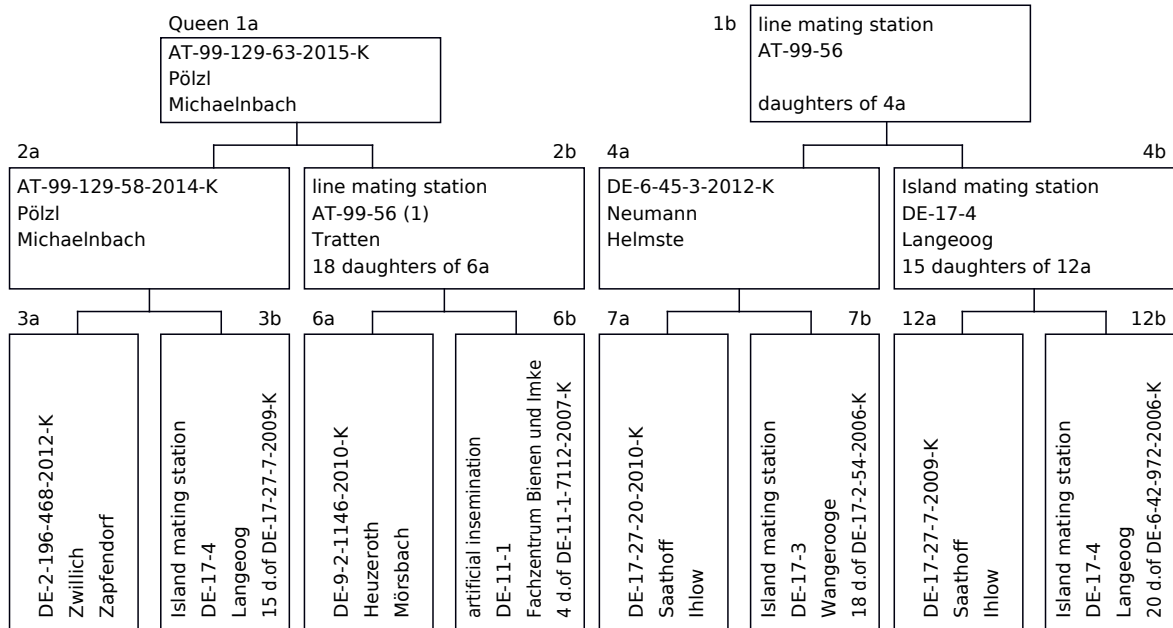 Queen 1a
AT-99-129-63-2015-K
Pölzl
Michaelnbach
1b
line mating station
AT-99-56
daughters of 4a
2a
AT-99-129-58-2014-K
Pölzl
Michaelnbach
2b
line mating station
AT-99-56 (1)
Tratten
18 daughters of 6a
4a
DE-6-45-3-2012-K
Neumann
Helmste
4b
Island mating station
DE-17-4
Langeoog
15 daughters of 12a
3a
DE-2-196-468-2012-K
Zwillich
Zapfendorf
3b
Island mating station
DE-17-4
Langeoog
15 d.of DE-17-27-7-2009-K
6a
DE-9-2-1146-2010-K
Heuzeroth
Mörsbach
6b
artificial insemination
DE-11-1
Fachzentrum Bienen und Imke
4 d.of DE-11-1-7112-2007-K
7a
DE-17-27-20-2010-K
Saathoff
Ihlow
7b
Island mating station
DE-17-3
Wangerooge
18 d.of DE-17-2-54-2006-K
12a
DE-17-27-7-2009-K
Saathoff
Ihlow
12b
Island mating station
DE-17-4
Langeoog
20 d.of DE-6-42-972-2006-K